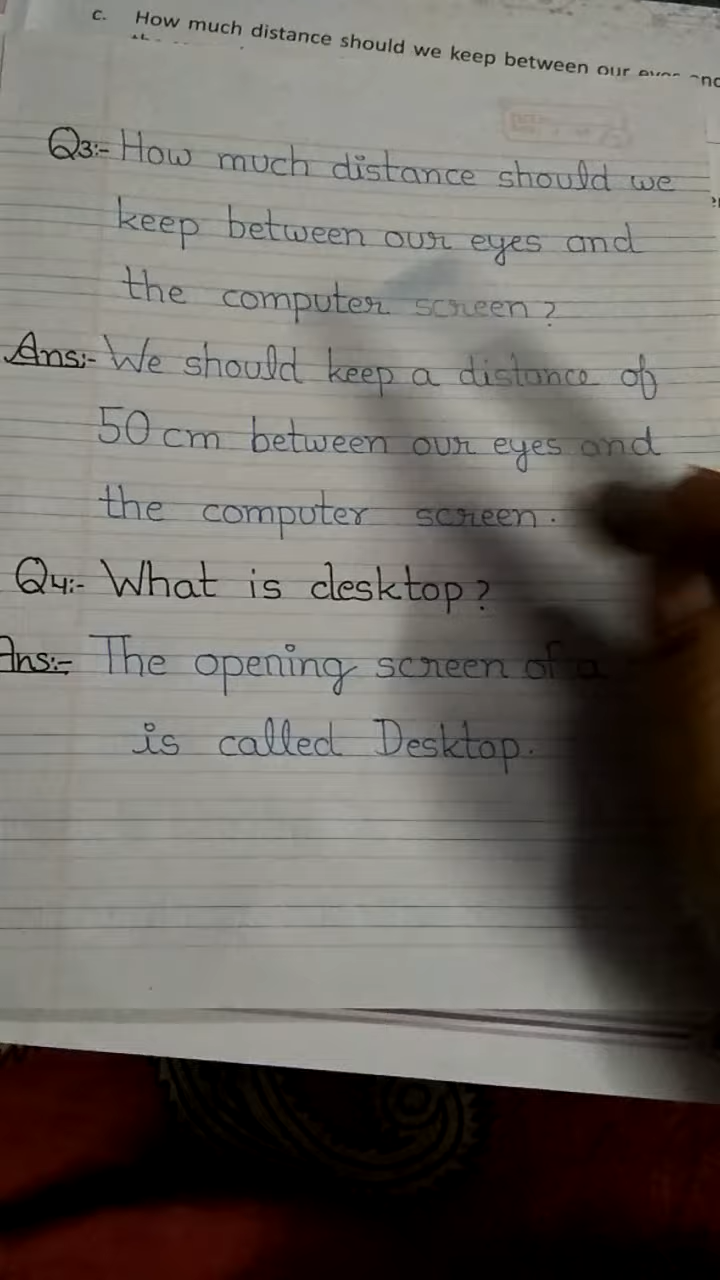 c. How much distance should we keep between our
Q3:- How much distance should we
keep between our eyes and
the computer screen?
Ans:- We should keep a distance of
50 cm between our eyes and
the computer screen.
Q4:- What is desktop?
Ans:- The opening screen of a
is called Desktop.